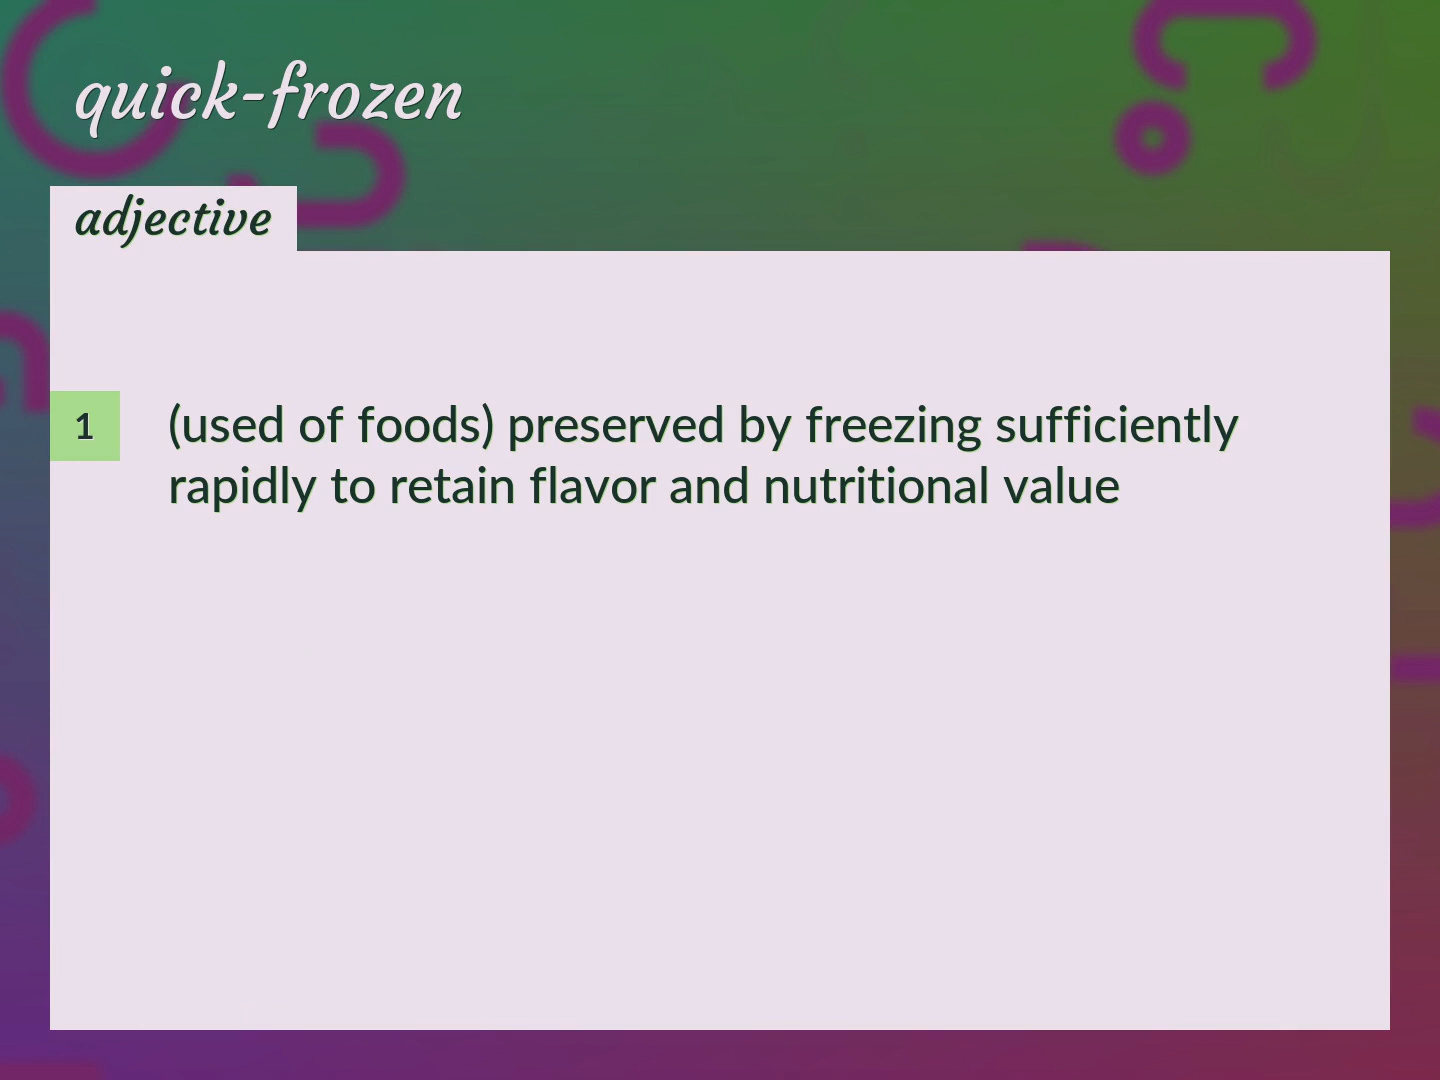 quick-frozen
adjective
1
(used of foods) preserved by freezing sufficiently
rapidly to retain flavor and nutritional value